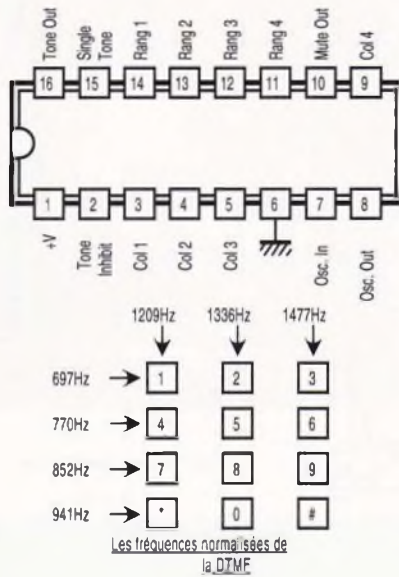 Tone Out
Single
Tone
Rang 1
Rang 2
Rang 3
Rang 4
Mute Out
Col 4
16 15 14 13 12 11 10 9
1 2 3 4 5 6 7 8
+V
Tone
Inhibit
Col 1
Col 2
Col 3
Osc. In
Osc. Out
1209Hz 1336Hz 1477Hz
697Hz 1 2 3
770Hz 4 5 6
852Hz 7 8 9
941Hz * 0 #
Les fréquences normalisées de
la DTMF